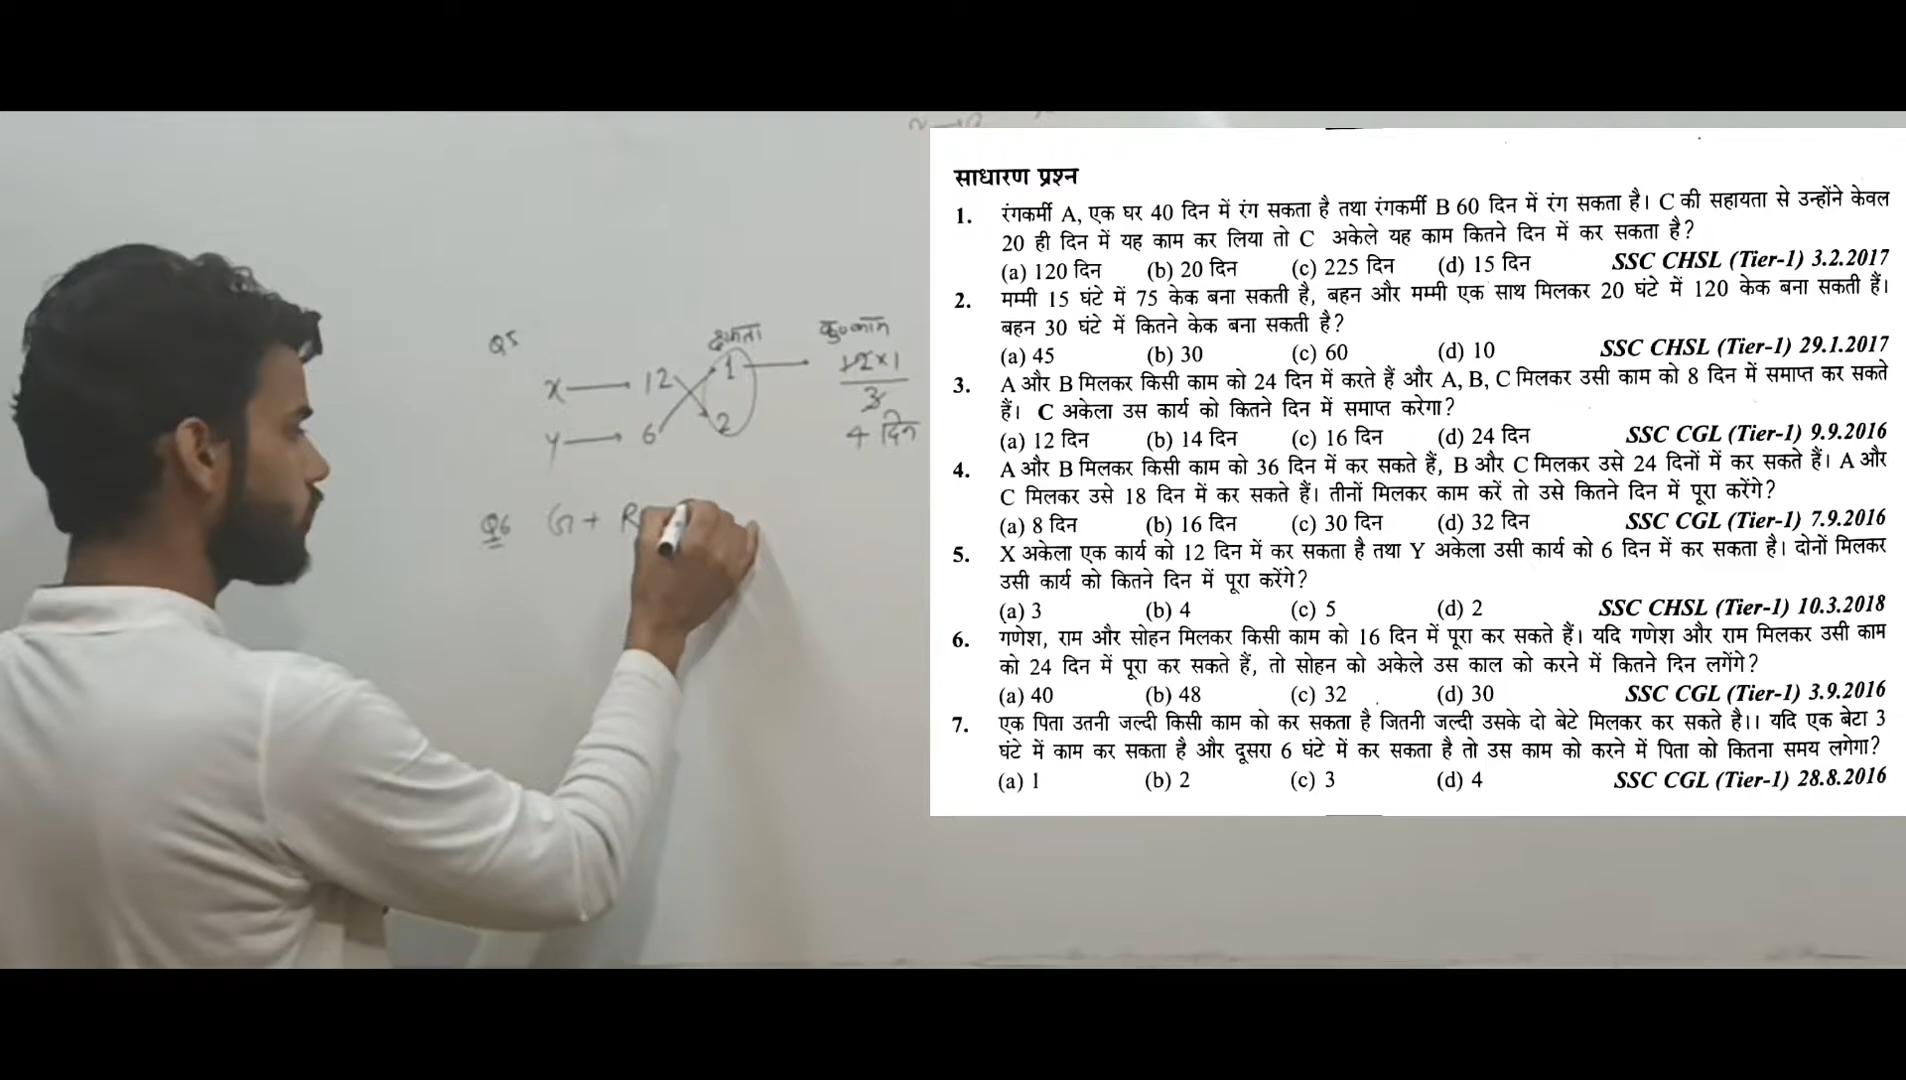 Q5
दक्षता कु०काम
X 12 1 12×1
3
Y 6 2 4 दिन
Q6 G + R
साधारण प्रश्न
1. रंगकर्मी A, एक घर 40 दिन में रंग सकता है तथा रंगकर्मी B 60 दिन में रंग सकता है। C की सहायता से उन्होंने केवल
20 ही दिन में यह काम कर लिया तो C अकेले यह काम कितने दिन में कर सकता है?
(a) 120 दिन (b) 20 दिन (c) 225 दिन (d) 15 दिन SSC CHSL (Tier-1) 3.2.2017
2. मम्मी 15 घंटे में 75 केक बना सकती है, बहन और मम्मी एक साथ मिलकर 20 घंटे में 120 केक बना सकती हैं।
बहन 30 घंटे में कितने केक बना सकती है?
(a) 45 (b) 30 (c) 60 (d) 10 SSC CHSL (Tier-1) 29.1.2017
3. A और B मिलकर किसी काम को 24 दिन में करते हैं और A, B, C मिलकर उसी काम को 8 दिन में समाप्त कर सकते
हैं। C अकेला उस कार्य को कितने दिन में समाप्त करेगा?
(a) 12 दिन (b) 14 दिन (c) 16 दिन (d) 24 दिन SSC CGL (Tier-1) 9.9.2016
4. A और B मिलकर किसी काम को 36 दिन में कर सकते हैं, B और C मिलकर उसे 24 दिनों में कर सकते हैं। A और
C मिलकर उसे 18 दिन में कर सकते हैं। तीनों मिलकर काम करें तो उसे कितने दिन में पूरा करेंगे?
(a) 8 दिन (b) 16 दिन (c) 30 दिन (d) 32 दिन SSC CGL (Tier-1) 7.9.2016
5. X अकेला एक कार्य को 12 दिन में कर सकता है तथा Y अकेला उसी कार्य को 6 दिन में कर सकता है। दोनों मिलकर
उसी कार्य को कितने दिन में पूरा करेंगे?
(a) 3 (b) 4 (c) 5 (d) 2 SSC CHSL (Tier-1) 10.3.2018
6. गणेश, राम और सोहन मिलकर किसी काम को 16 दिन में पूरा कर सकते हैं। यदि गणेश और राम मिलकर उसी काम
को 24 दिन में पूरा कर सकते हैं, तो सोहन को अकेले उस काल को करने में कितने दिन लगेंगे?
(a) 40 (b) 48 (c) 32 (d) 30 SSC CGL (Tier-1) 3.9.2016
7. एक पिता उतनी जल्दी किसी काम को कर सकता है जितनी जल्दी उसके दो बेटे मिलकर कर सकते है।। यदि एक बेटा 3
घंटे में काम कर सकता है और दूसरा 6 घंटे में कर सकता है तो उस काम को करने में पिता को कितना समय लगेगा?
(a) 1 (b) 2 (c) 3 (d) 4 SSC CGL (Tier-1) 28.8.2016